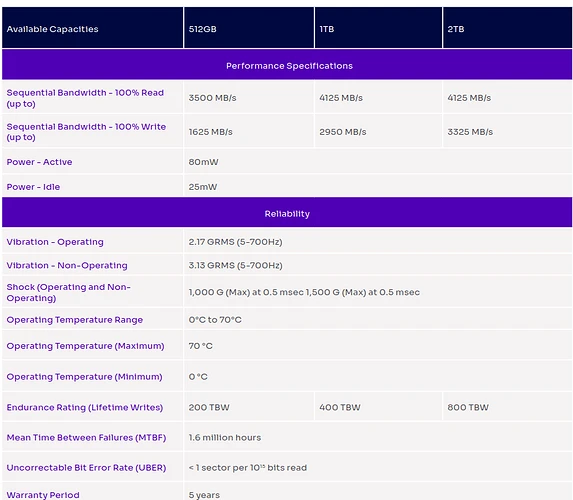 Available Capacities 512GB 1TB 2TB
Performance Specifications
Sequential Bandwidth - 100% Read (up to) 3500 MB/s 4125 MB/s 4125 MB/s
Sequential Bandwidth - 100% Write (up to) 1625 MB/s 2950 MB/s 3325 MB/s
Power - Active 80mW
Power - Idle 25mW
Reliability
Vibration - Operating 2.17 GRMS (5-700Hz)
Vibration - Non-Operating 3.13 GRMS (5-700Hz)
Shock (Operating and Non-Operating) 1,000 G (Max) at 0.5 msec 1,500 G (Max) at 0.5 msec
Operating Temperature Range 0°C to 70°C
Operating Temperature (Maximum) 70 °C
Operating Temperature (Minimum) 0 °C
Endurance Rating (Lifetime Writes) 200 TBW 400 TBW 800 TBW
Mean Time Between Failures (MTBF) 1.6 million hours
Uncorrectable Bit Error Rate (UBER) < 1 sector per 10¹⁵ bits read
Warranty Period 5 years